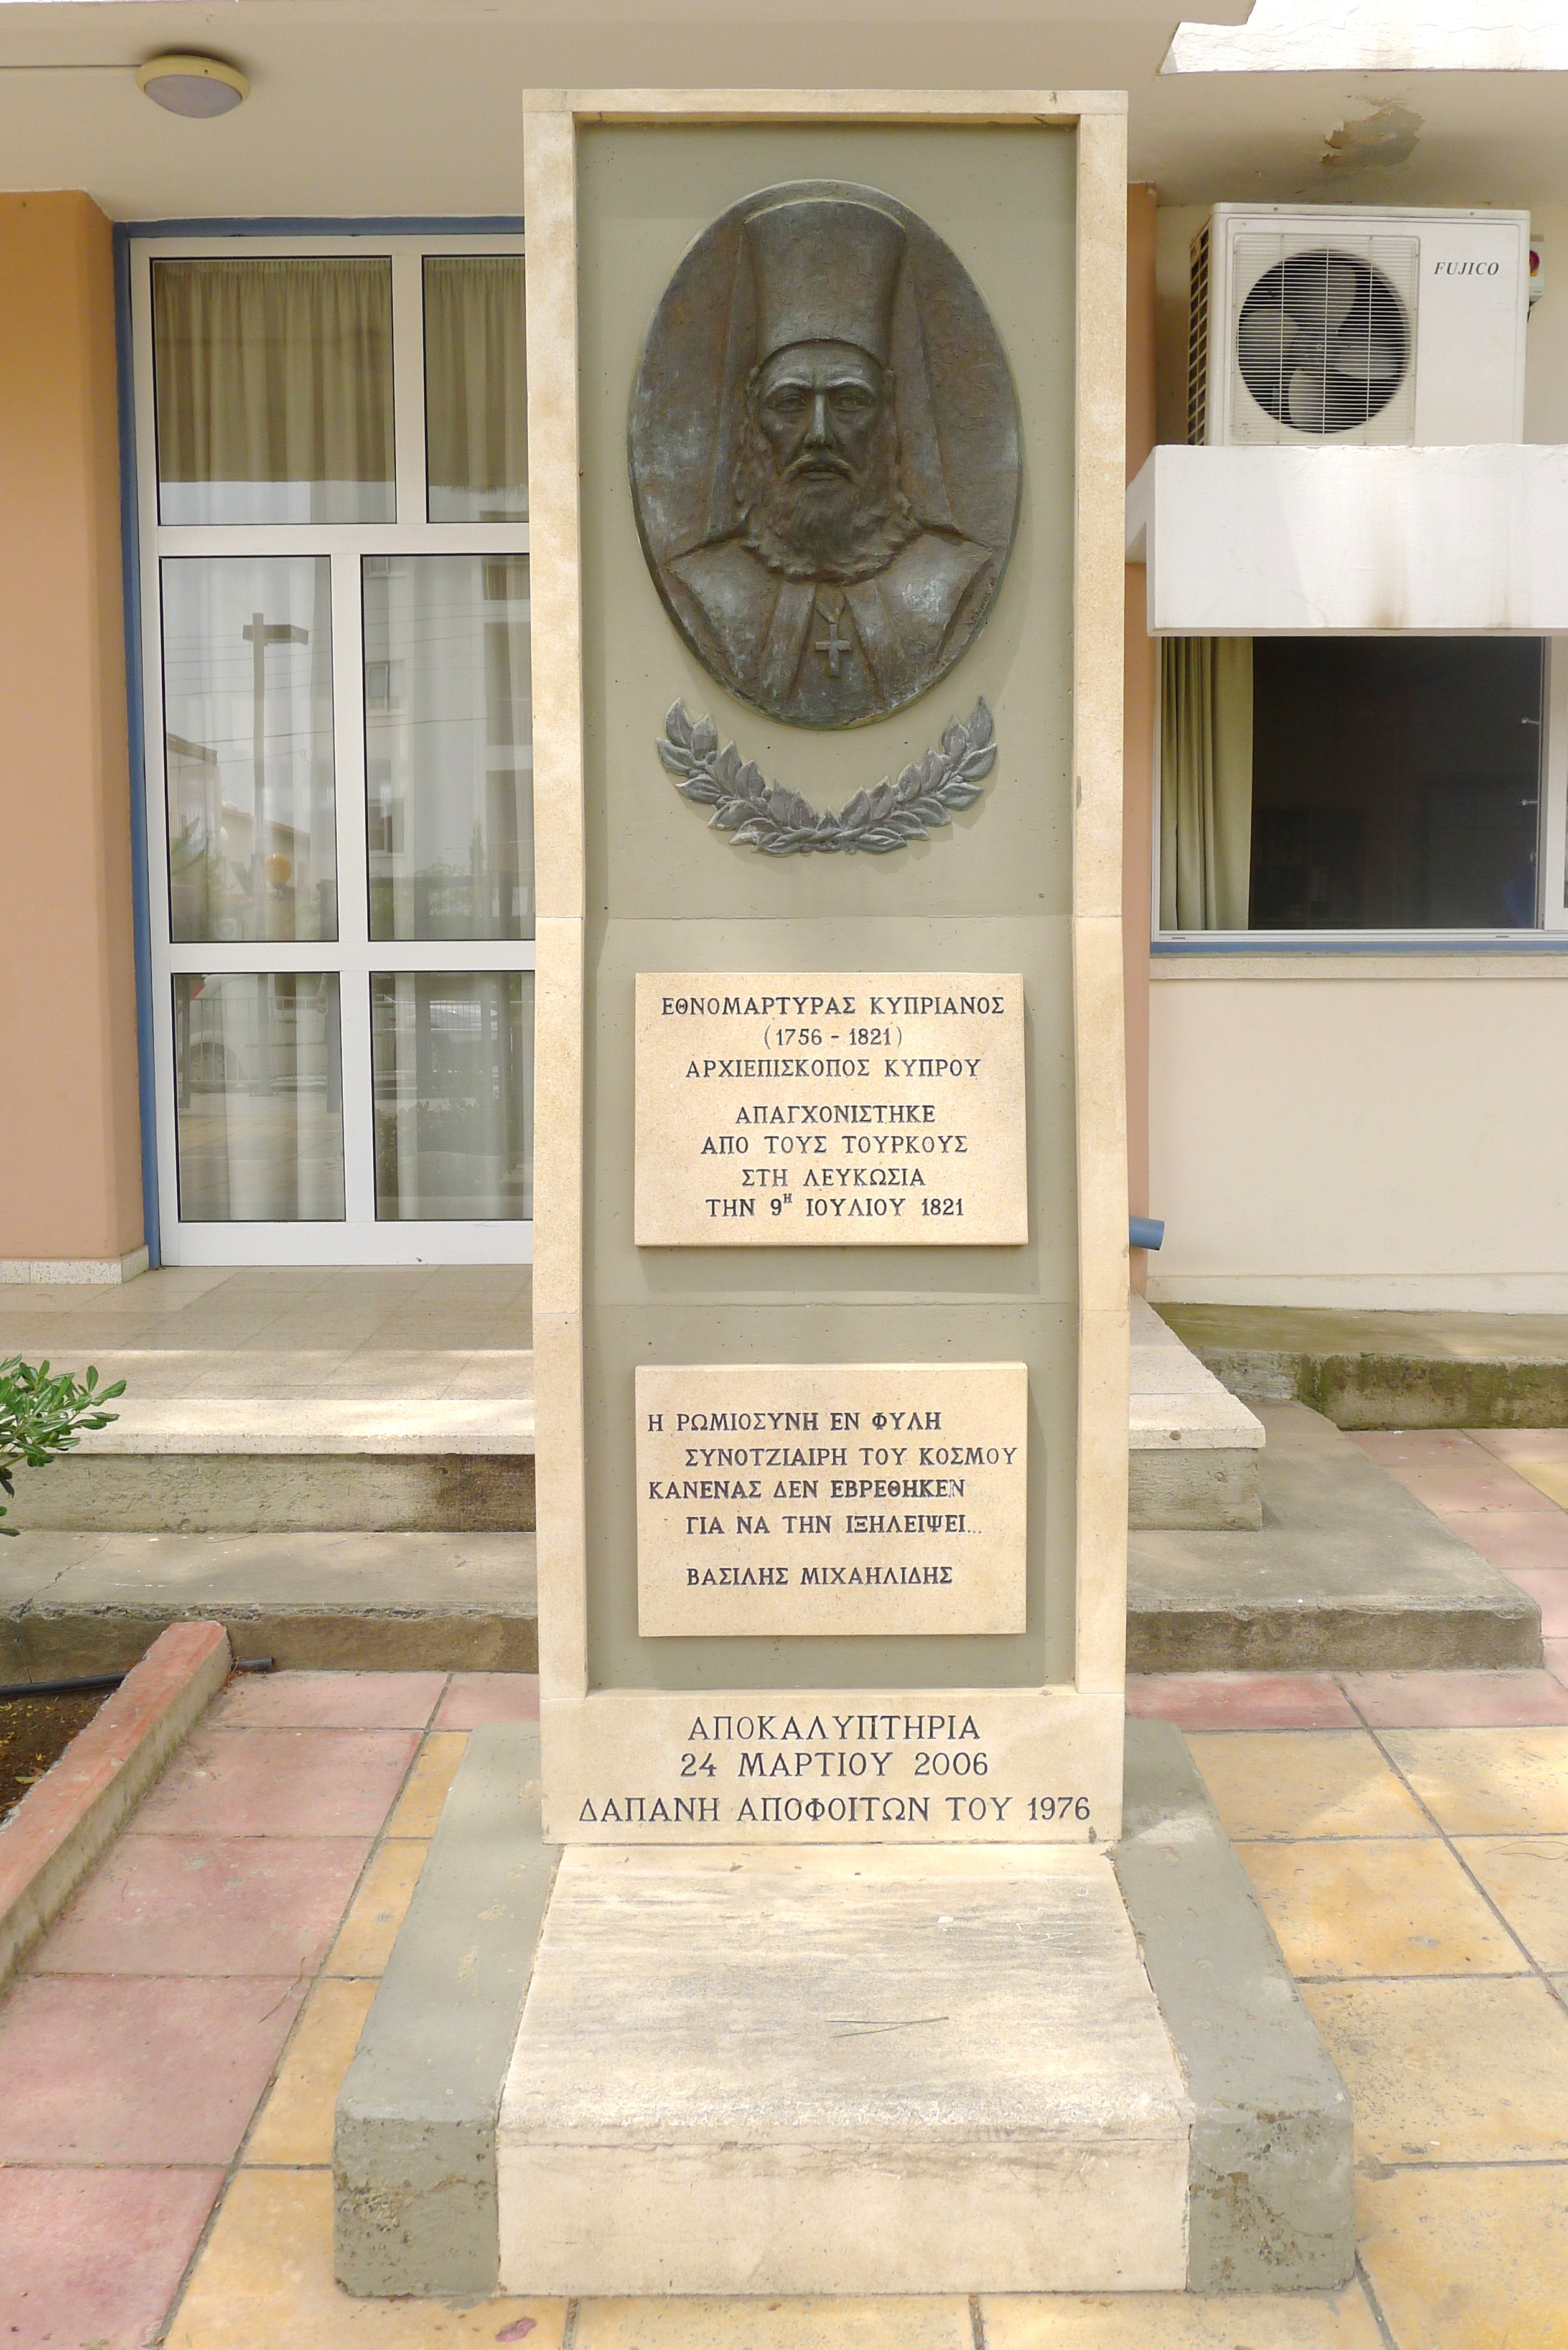 FUJICO
ΕΘΝΟΜΑΡΤΥΡΑΣ ΚΥΠΡΙΑΝΟΣ
(1756 - 1821)
ΑΡΧΙΕΠΙΣΚΟΠΟΣ ΚΥΠΡΟΥ
ΑΠΑΓΧΟΝΙΣΤΗΚΕ
ΑΠΟ ΤΟΥΣ ΤΟΥΡΚΟΥΣ
ΣΤΗ ΛΕΥΚΩΣΙΑ
ΤΗΝ 9Η ΙΟΥΛΙΟΥ 1821
Η ΡΩΜΙΟΣΥΝΗ ΕΝ ΦΥΛΗ
ΣΥΝΟΤΖΙΑΙΡΗ ΤΟΥ ΚΟΣΜΟΥ
ΚΑΝΕΝΑΣ ΔΕΝ ΕΒΡΕΘΗΚΕΝ
ΓΙΑ ΝΑ ΤΗΝ ΙΞΗΛΕΙΨΕΙ...
ΒΑΣΙΛΗΣ ΜΙΧΑΗΛΙΔΗΣ
ΑΠΟΚΑΛΥΠΤΗΡΙΑ
24 ΜΑΡΤΙΟΥ 2006
ΔΑΠΑΝΗ ΑΠΟΦΟΙΤΩΝ ΤΟΥ 1976